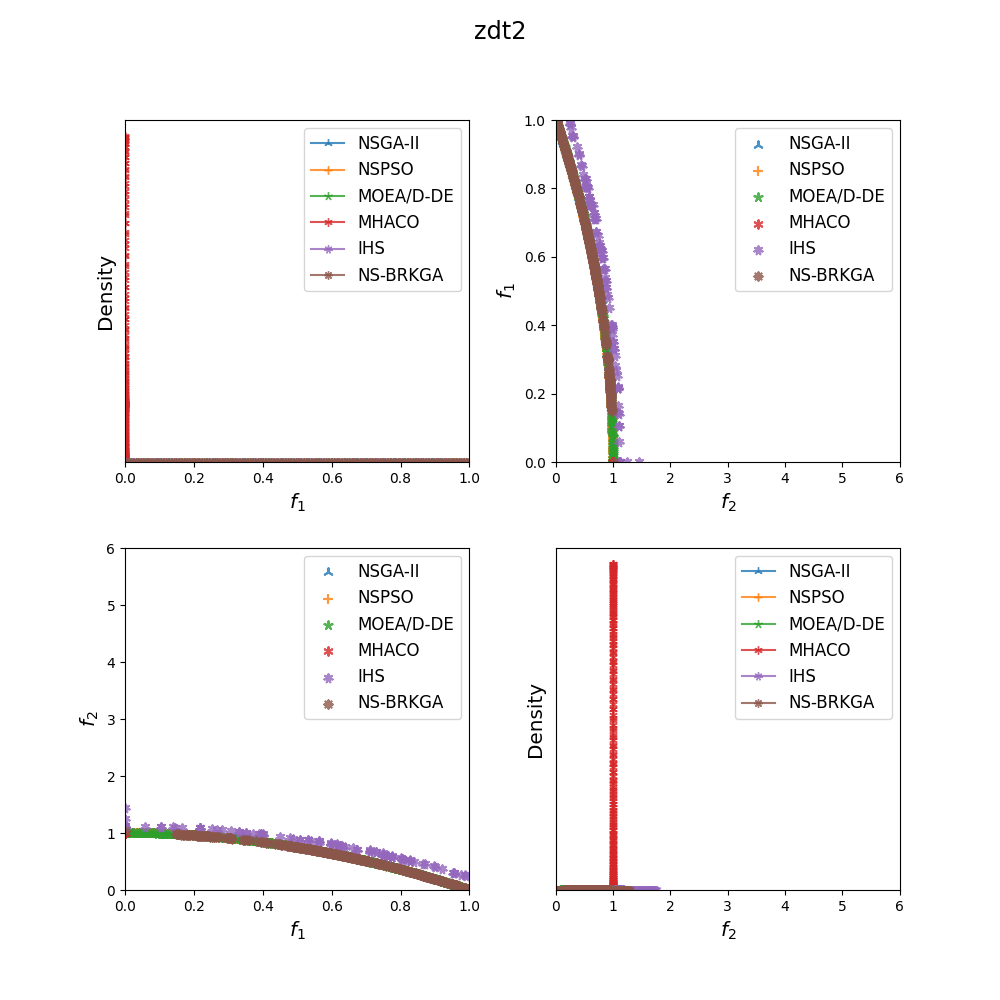 zdt2
Density
NSGA-II
NSPSO
MOEA/D-DE
MHACO
IHS
NS-BRKGA
0.0 0.2 0.4 0.6 0.8 1.0
f1
f1
1.0
0.8
0.6
0.4
0.2
0.0
NSGA-II
NSPSO
MOEA/D-DE
MHACO
IHS
NS-BRKGA
0 1 2 3 4 5 6
f2
f2
6
5
4
3
2
1
0
NSGA-II
NSPSO
MOEA/D-DE
MHACO
IHS
NS-BRKGA
0.0 0.2 0.4 0.6 0.8 1.0
f1
Density
NSGA-II
NSPSO
MOEA/D-DE
MHACO
IHS
NS-BRKGA
0 1 2 3 4 5 6
f2